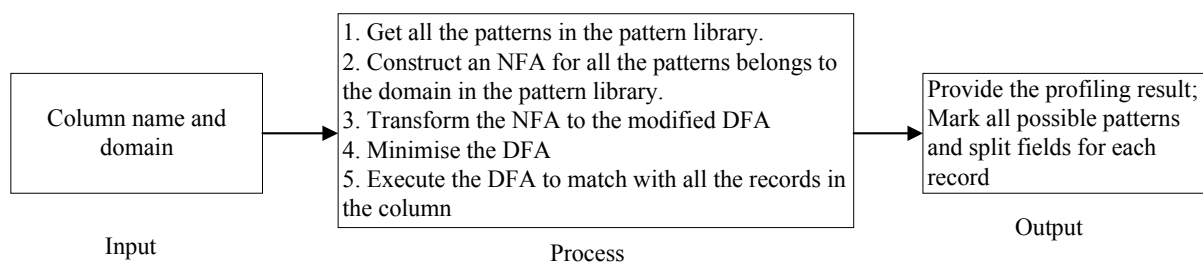 Column name and
domain
Input
1. Get all the patterns in the pattern library.
2. Construct an NFA for all the patterns belongs to
the domain in the pattern library.
3. Transform the NFA to the modified DFA
4. Minimise the DFA
5. Execute the DFA to match with all the records in
the column
Process
Provide the profiling result;
Mark all possible patterns
and split fields for each
record
Output